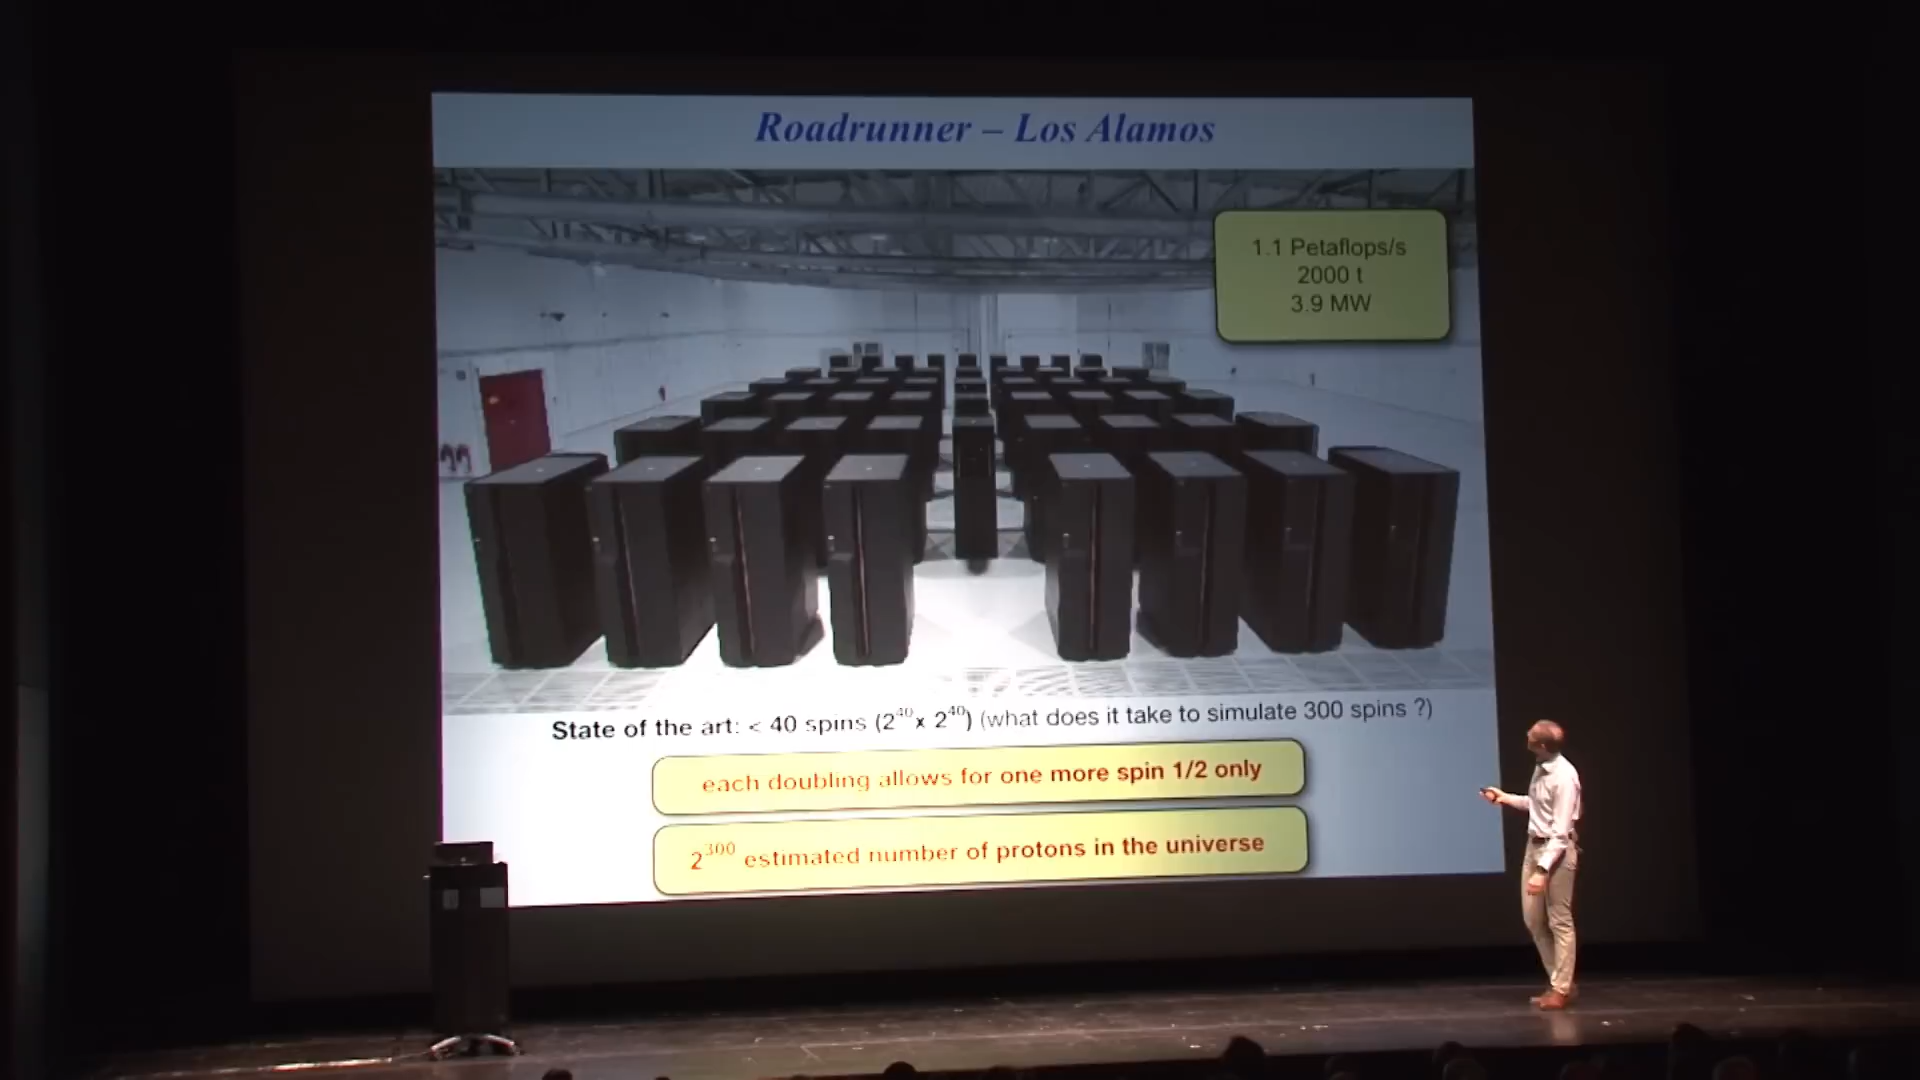 Roadrunner – Los Alamos
1.1 Petaflops/s
2000 t
3.9 MW
State of the art: < 40 spins (2⁴⁰x 2⁴⁰) (what does it take to simulate 300 spins ?)
each doubling allows for one more spin 1/2 only
2³⁰⁰ estimated number of protons in the universe